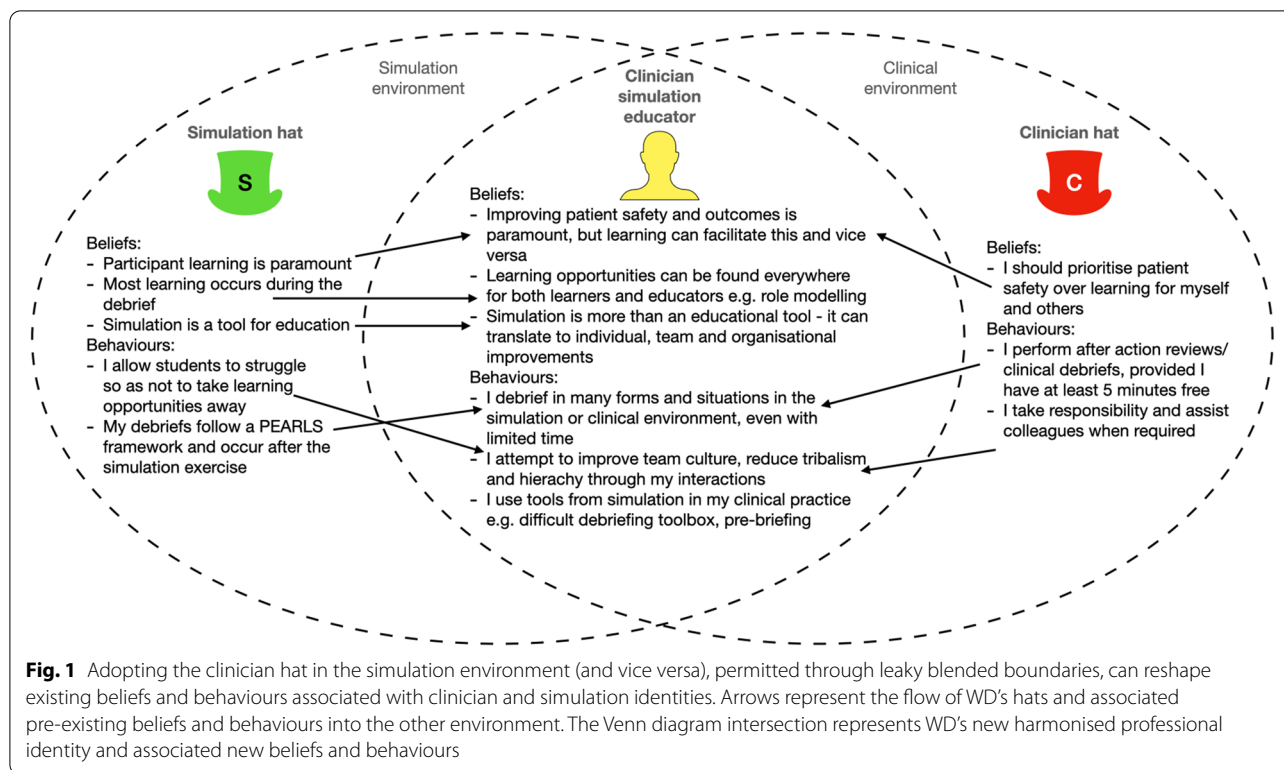 Simulation
environment
Clinician
simulation
educator
Clinical
environment
Simulation hat
S
Clinician hat
C
Beliefs:
- Participant learning is paramount
- Most learning occurs during the
debrief
- Simulation is a tool for education
Behaviours:
- I allow students to struggle
so as not to take learning
opportunities away
- My debriefs follow a PEARLS
framework and occur after the
simulation exercise
Beliefs:
- Improving patient safety and outcomes is
paramount, but learning can facilitate this and vice
versa
- Learning opportunities can be found everywhere
for both learners and educators e.g. role modelling
- Simulation is more than an educational tool - it can
translate to individual, team and organisational
improvements
Behaviours:
- I debrief in many forms and situations in the
simulation or clinical environment, even with
limited time
- I attempt to improve team culture, reduce tribalism
and hierachy through my interactions
- I use tools from simulation in my clinical practice
e.g. difficult debriefing toolbox, pre-briefing
Beliefs:
- I should prioritise patient
safety over learning for myself
and others
Behaviours:
- I perform after action reviews/
clinical debriefs, provided I
have at least 5 minutes free
- I take responsibility and assist
colleagues when required
Fig. 1 Adopting the clinician hat in the simulation environment (and vice versa), permitted through leaky blended boundaries, can reshape
existing beliefs and behaviours associated with clinician and simulation identities. Arrows represent the flow of WD's hats and associated
pre-existing beliefs and behaviours into the other environment. The Venn diagram intersection represents WD's new harmonised professional
identity and associated new beliefs and behaviours